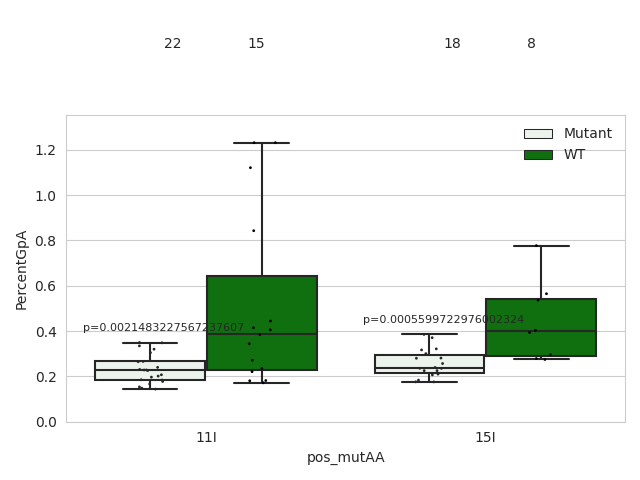 22 15 18 8
Mutant
WT
PercentGpA
1.2
1.0
0.8
0.6
0.4
0.2
0.0
p=0.0021483227567237607
p=0.0005599722976002324
11I 15I
pos_mutAA